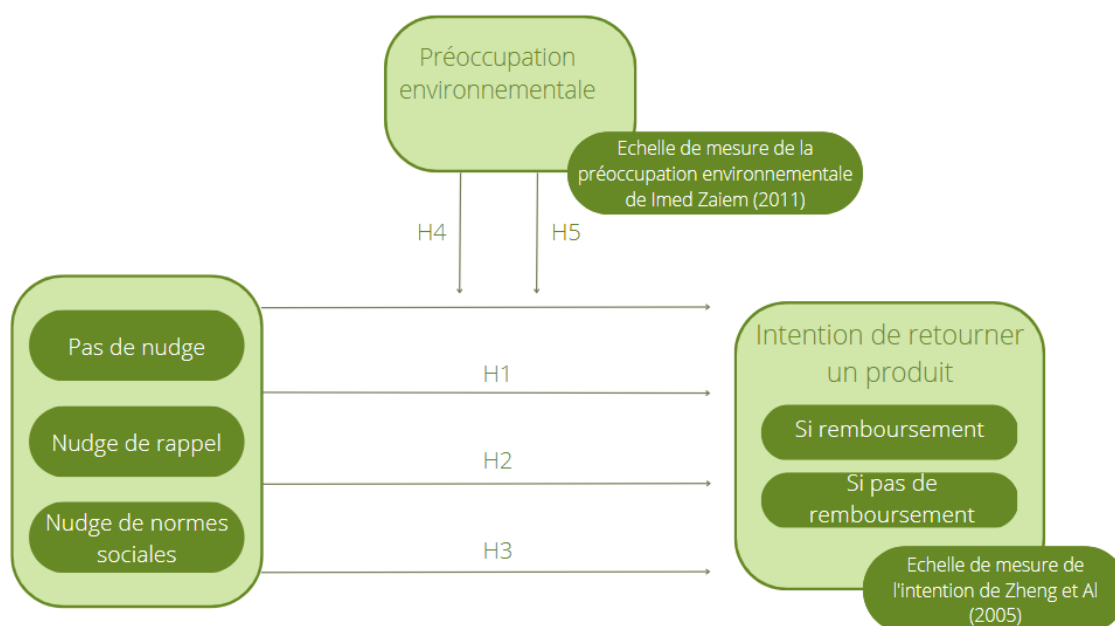 Préoccupation
environnementale
Echelle de mesure de la
préoccupation environnementale
de Imed Zaiem (2011)
H4
H5
Pas de nudge
Nudge de rappel
Nudge de normes
sociales
H1
H2
H3
Intention de retourner
un produit
Si remboursement
Si pas de
remboursement
Echelle de mesure de
l'intention de Zheng et Al
(2005)